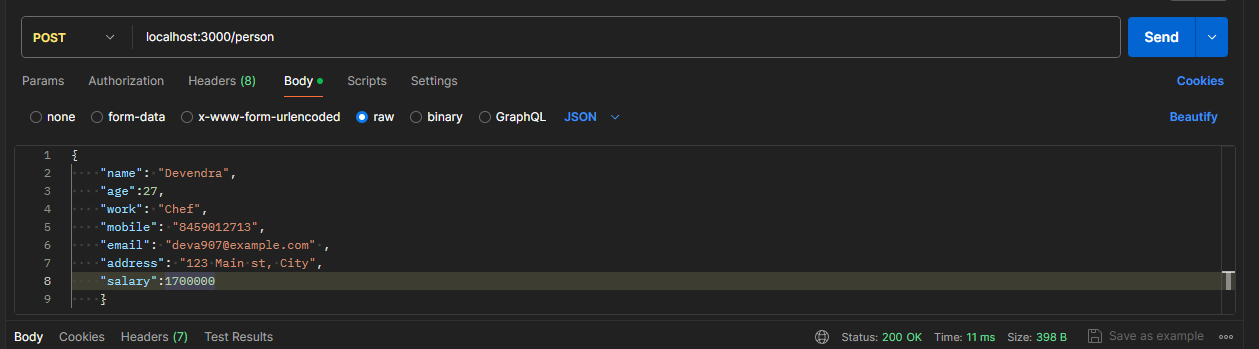 POST localhost:3000/person Send
Params Authorization Headers (8) Body Scripts Settings Cookies
none form-data x-www-form-urlencoded raw binary GraphQL JSON Beautify
1 {
2 "name": "Devendra",
3 "age":27,
4 "work": "Chef",
5 "mobile": "8459012713",
6 "email": "deva907@example.com" ,
7 "address": "123 Main st, City",
8 "salary":1700000
9 }
Body Cookies Headers (7) Test Results Status: 200 OK Time: 11 ms Size: 398 B Save as example